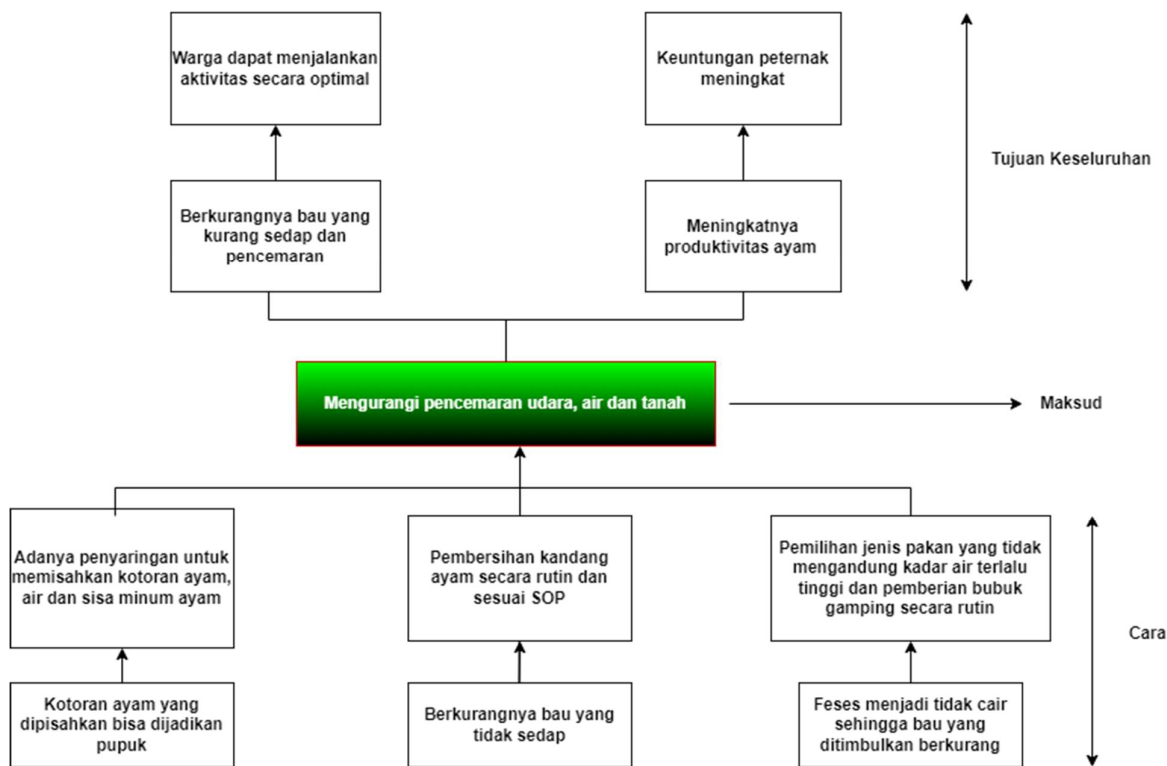 Warga dapat menjalankan
aktivitas secara optimal
Keuntungan peternak
meningkat
Tujuan Keseluruhan
Berkurangnya bau yang
kurang sedap dan
pencemaran
Meningkatnya
produktivitas ayam
Mengurangi pencemaran udara, air dan tanah
Maksud
Adanya penyaringan untuk
memisahkan kotoran ayam,
air dan sisa minum ayam
Pembersihan kandang
ayam secara rutin dan
sesuai SOP
Pemilihan jenis pakan yang tidak
mengandung kadar air terlalu
tinggi dan pemberian bubuk
gamping secara rutin
Cara
Kotoran ayam yang
dipisahkan bisa dijadikan
pupuk
Berkurangnya bau yang
tidak sedap
Feses menjadi tidak cair
sehingga bau yang
ditimbulkan berkurang